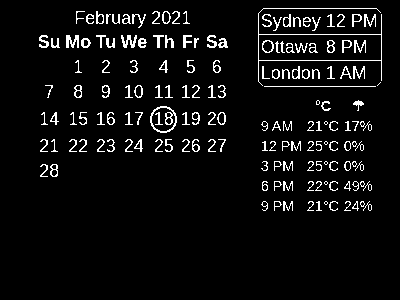 February 2021
Su Mo Tu We Th Fr Sa
1 2 3 4 5 6
7 8 9 10 11 12 13
14 15 16 17 18 19 20
21 22 23 24 25 26 27
28
Sydney 12 PM
Ottawa 8 PM
London 1 AM
°C
9 AM 21°C 17%
12 PM 25°C 0%
3 PM 25°C 0%
6 PM 22°C 49%
9 PM 21°C 24%